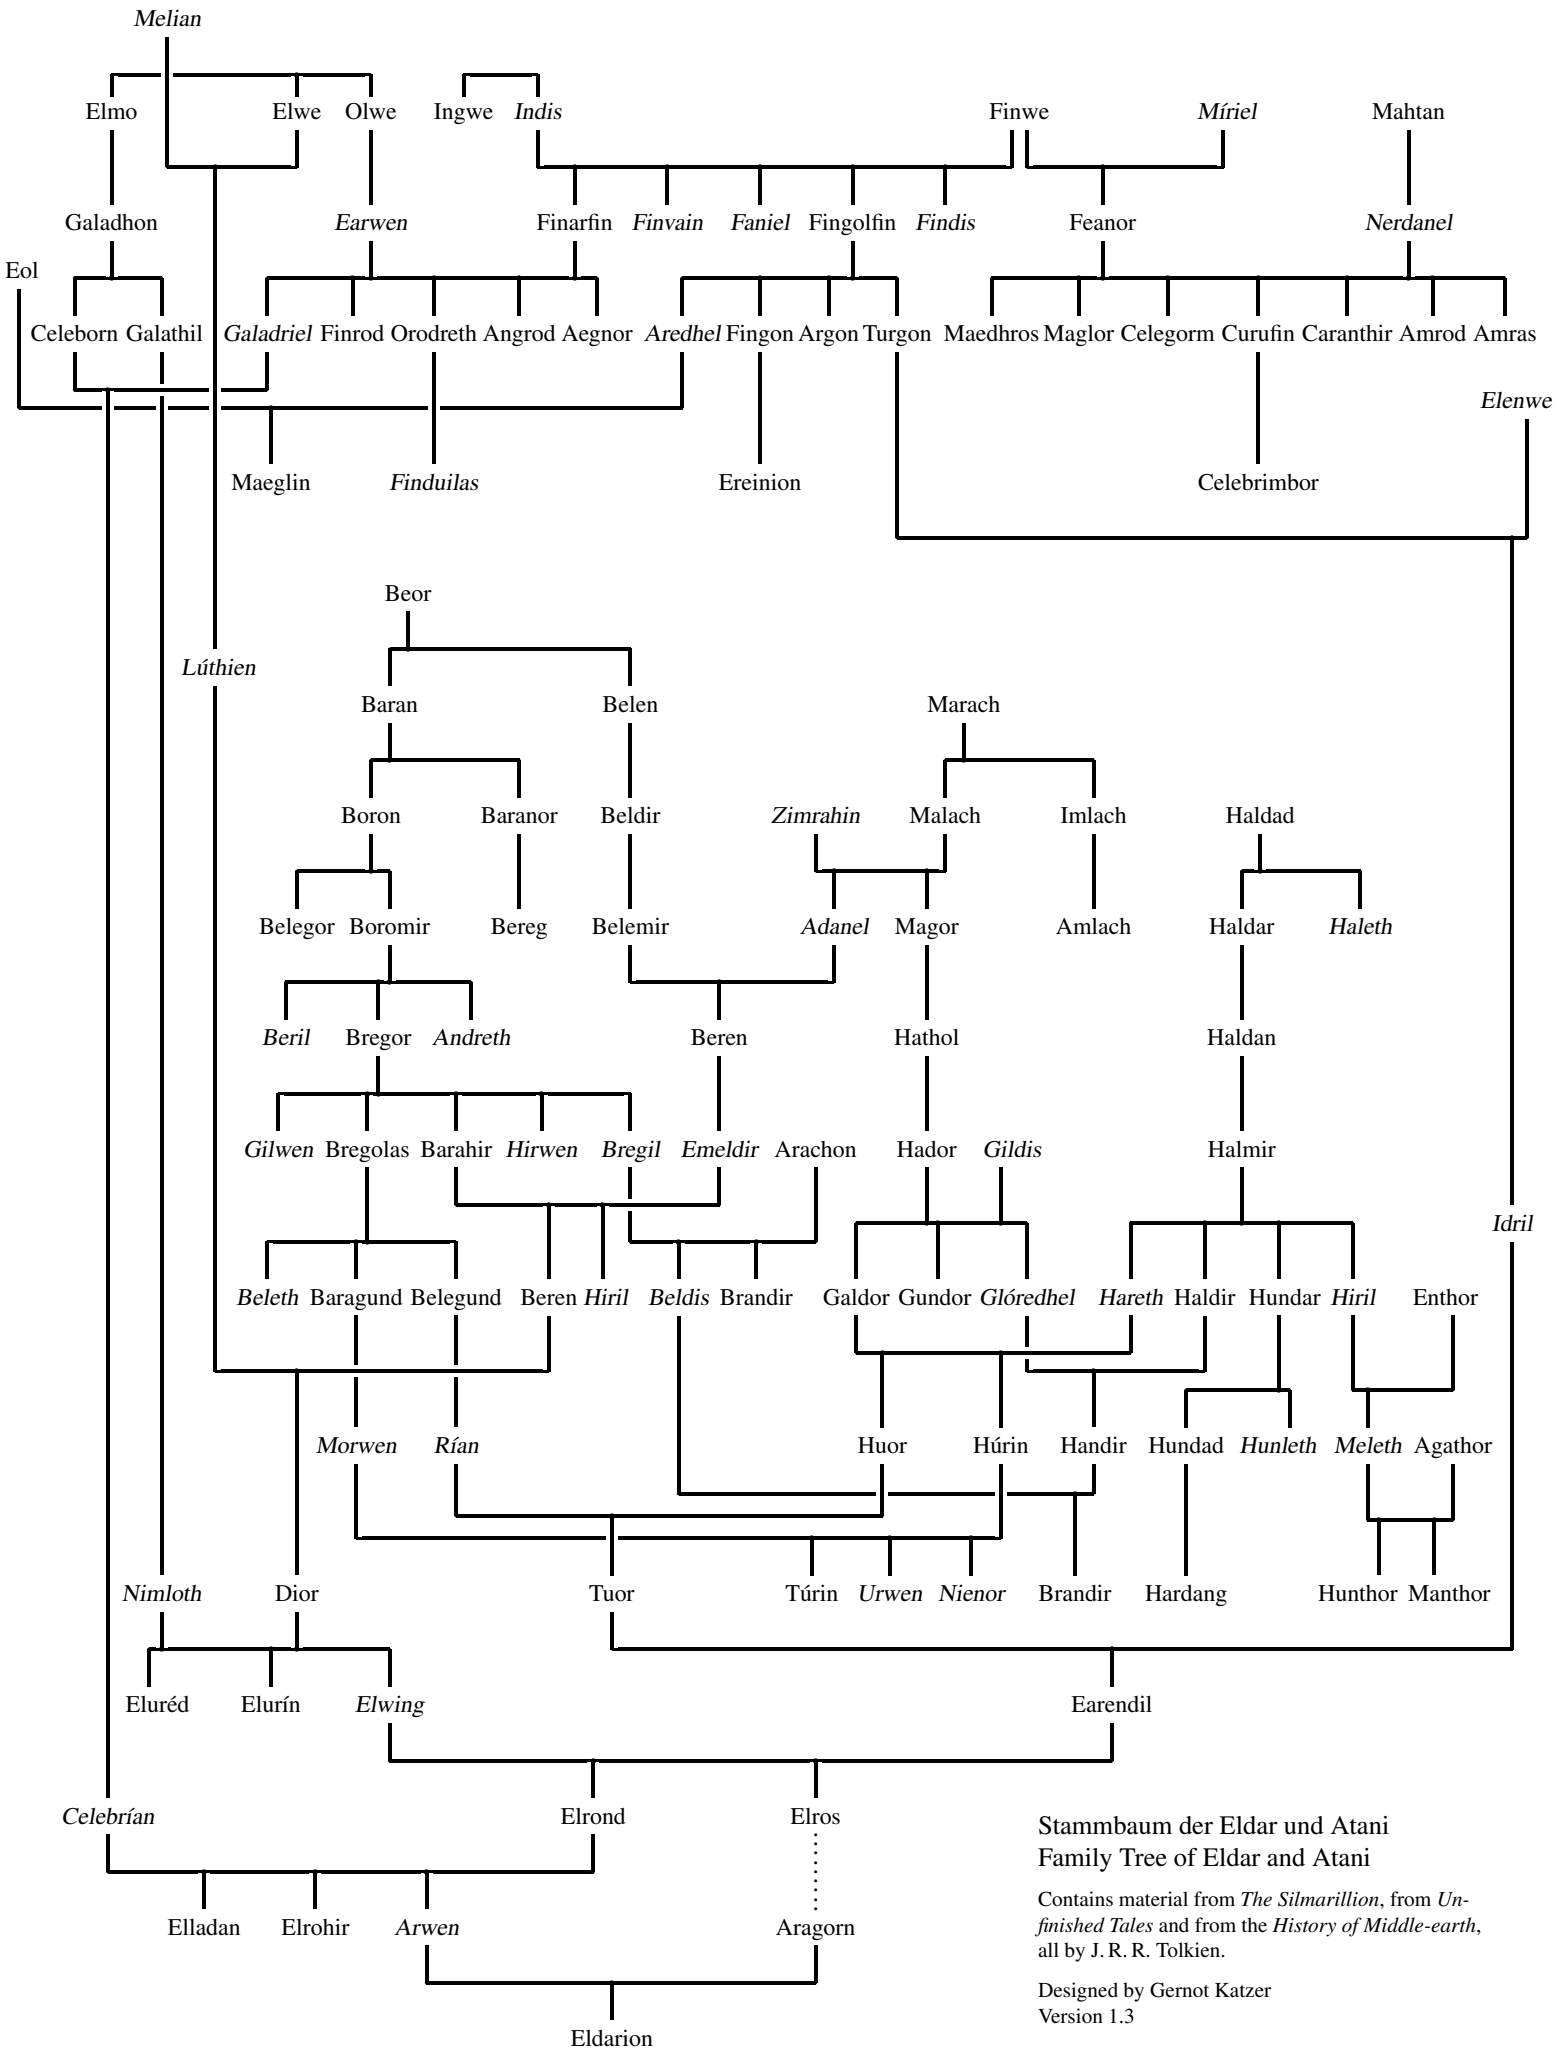 Melian
Elmo Elwe Olwe Ingwe Indis Finwe Míriel Mahtan
Galadhon Earwen Finarfin Finvain Faniel Fingolfin Findis Feanor Nerdanel
Eol
Celeborn Galathil Galadriel Finrod Orodreth Angrod Aegnor Aredhel Fingon Argon Turgon Maedhros Maglor Celegorm Curufin Caranthir Amrod Amras
Elenwe
Maeglin Finduilas Ereinion Celebrimbor
Beor
Lúthien
Baran Belen Marach
Boron Baranor Beldir Zimrahin Malach Imlach Haldad
Belegor Boromir Bereg Belemir Adanel Magor Amlach Haldar Haleth
Beril Bregor Andreth Beren Hathol Haldan
Gilwen Bregolas Barahir Hirwen Bregil Emeldir Arachon Hador Gildis Halmir
Idril
Beleth Baragund Belegund Beren Hiril Beldis Brandir Galdor Gundor Glóredhel Hareth Haldir Hundar Hiril Enthor
Morwen Rían Huor Húrin Handir Hundad Hunleth Meleth Agathor
Nimloth Dior Tuor Túrin Urwen Nienor Brandir Hardang Hunthor Manthor
Eluréd Elurín Elwing Earendil
Celebrían Elrond Elros
Elladan Elrohir Arwen Aragorn
Eldarion
Stammbaum der Eldar und Atani
Family Tree of Eldar and Atani
Contains material from The Silmarillion, from Un-
finished Tales and from the History of Middle-earth,
all by J. R. R. Tolkien.
Designed by Gernot Katzer
Version 1.3